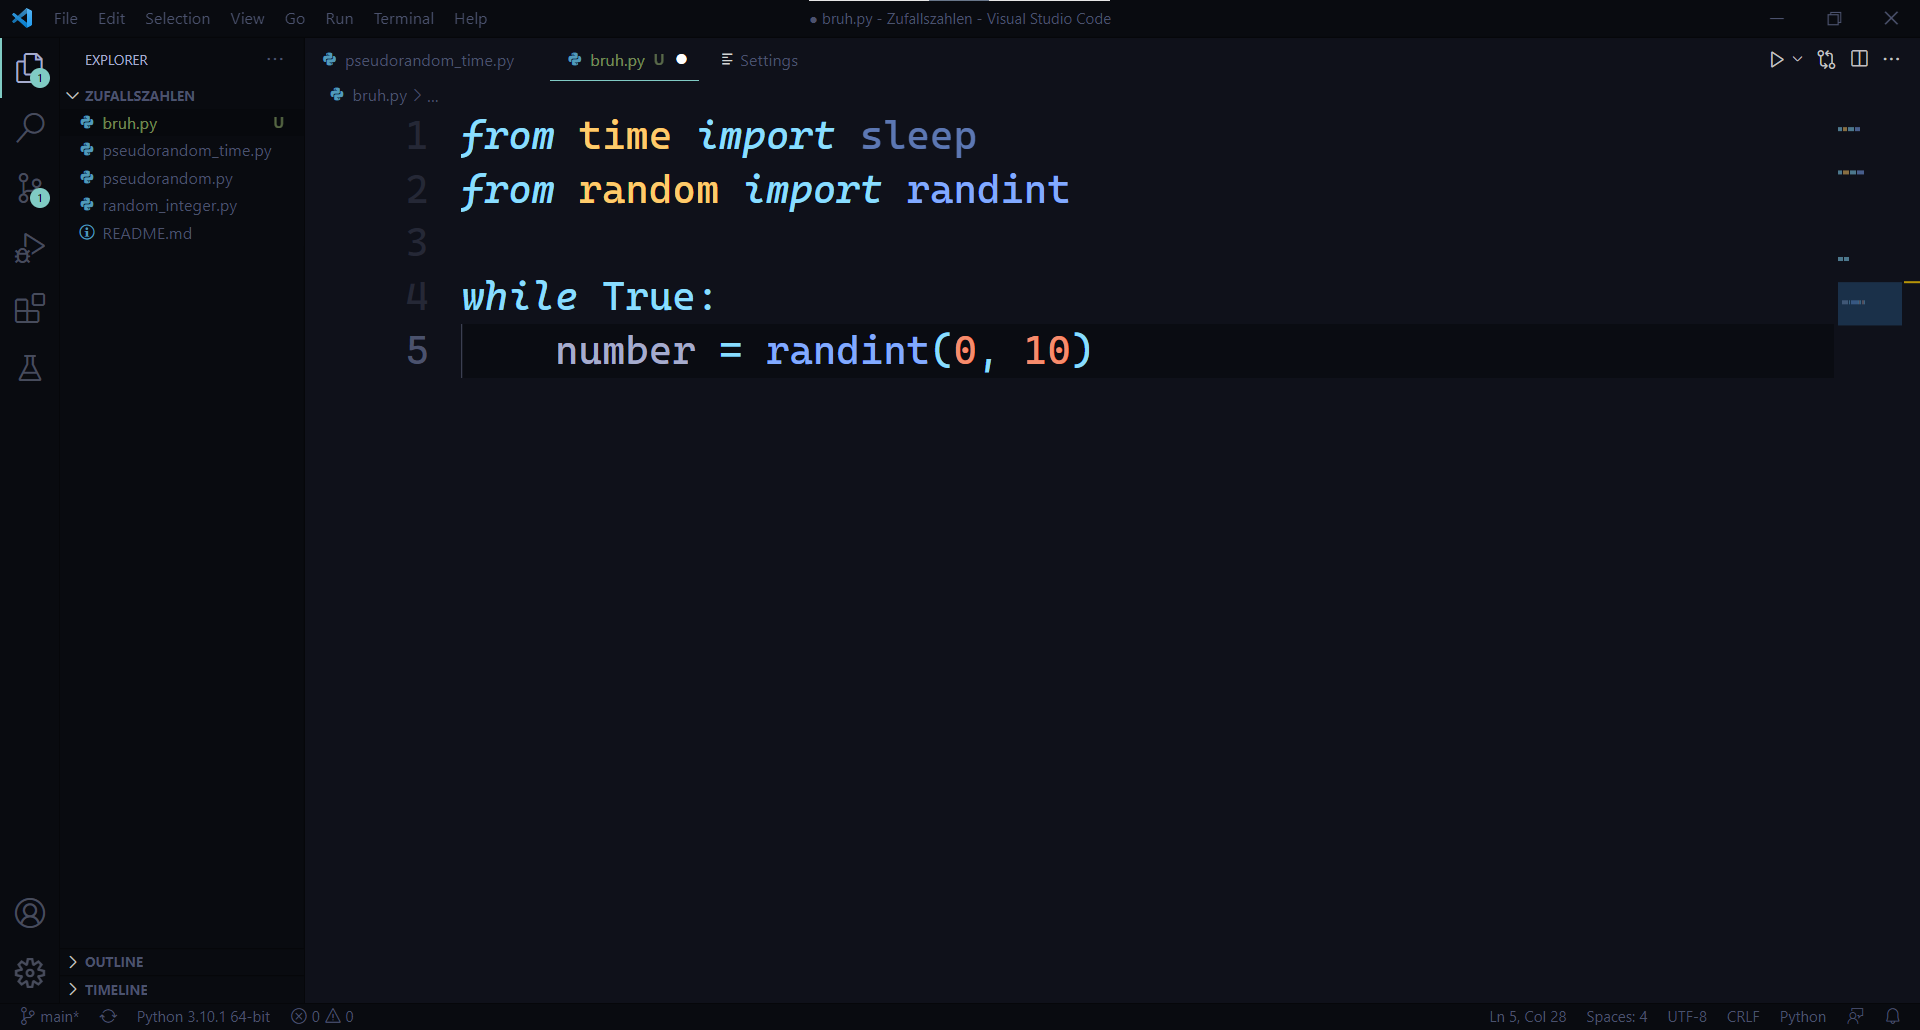 File Edit Selection View Go Run Terminal Help
● bruh.py - Zufallszahlen - Visual Studio Code
EXPLORER
1
ZUFALLSZAHLEN
bruh.py U
pseudorandom_time.py
pseudorandom.py
1
random_integer.py
README.md
OUTLINE
TIMELINE
pseudorandom_time.py bruh.py U ● Settings
bruh.py > ...
1 from time import sleep
2 from random import randint
3
4 while True:
5 number = randint(0, 10)
main* Python 3.10.1 64-bit 0 0 Ln 5, Col 28 Spaces: 4 UTF-8 CRLF Python